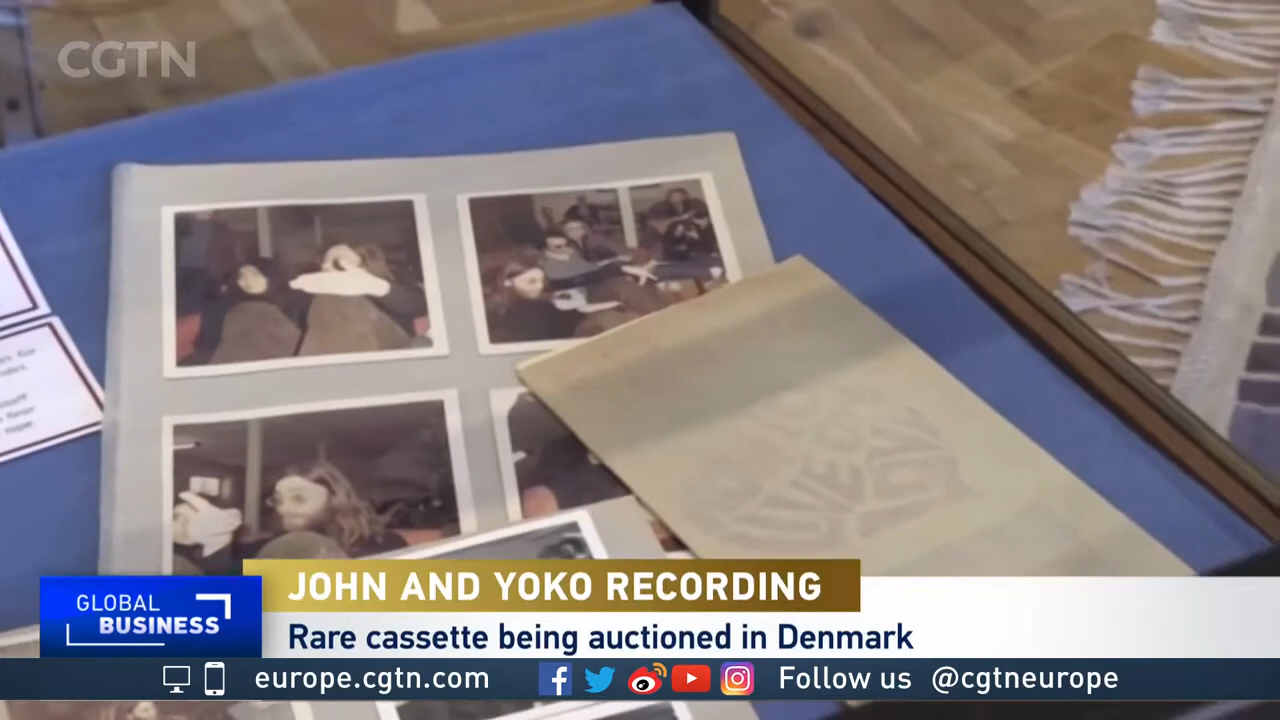 CGTN
JOHN AND YOKO RECORDING
GLOBAL
BUSINESS
Rare cassette being auctioned in Denmark
europe.cgtn.com
Follow us @cgtneurope